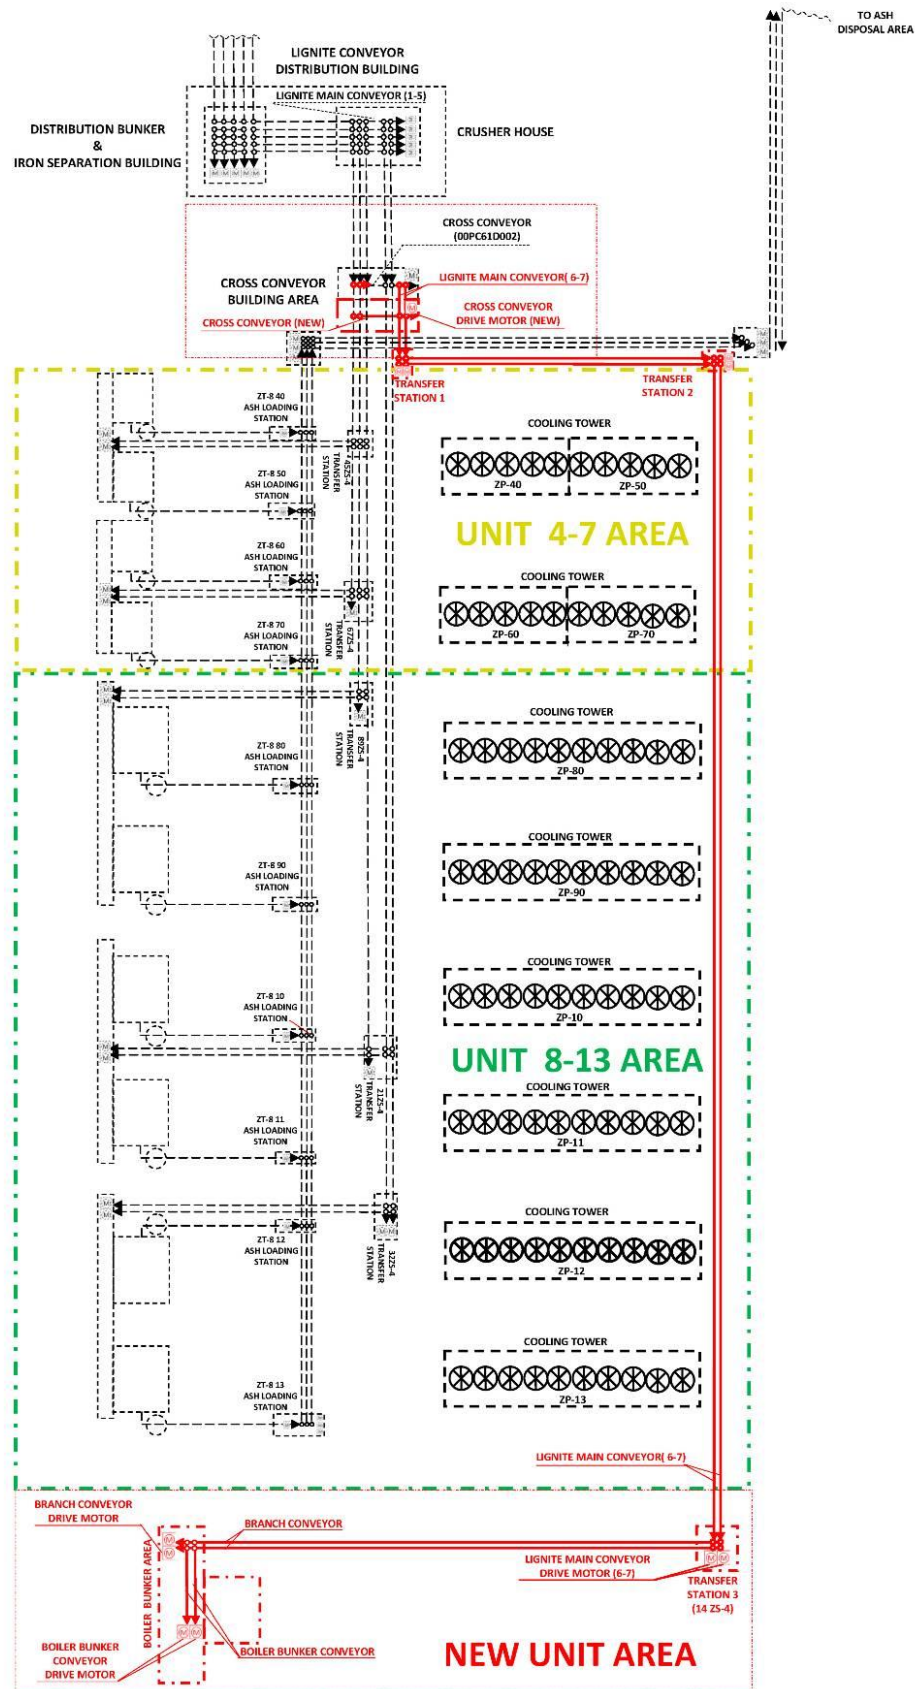 TO ASH
DISPOSAL AREA
LIGNITE CONVEYOR
DISTRIBUTION BUILDING
LIGNITE MAIN CONVEYOR (1-5)
DISTRIBUTION BUNKER
&
IRON SEPARATION BUILDING
CRUSHER HOUSE
CROSS CONVEYOR
(00PC61D002)
CROSS CONVEYOR
BUILDING AREA
LIGNITE MAIN CONVEYOR( 6-7)
CROSS CONVEYOR
DRIVE MOTOR (NEW)
CROSS CONVEYOR (NEW)
TRANSFER
STATION 1
TRANSFER
STATION 2
ZT-8 40
ASH LOADING
STATION
45ZS-4
TRANSFER
STATION
COOLING TOWER
ZP-40
ZP-50
ZT-8 50
ASH LOADING
STATION
UNIT 4-7 AREA
ZT-8 60
ASH LOADING
STATION
COOLING TOWER
ZP-60
ZP-70
67ZS-4
TRANSFER
STATION
ZT-8 70
ASH LOADING
STATION
89ZS-4
TRANSFER
STATION
COOLING TOWER
ZP-80
ZT-8 80
ASH LOADING
STATION
COOLING TOWER
ZP-90
ZT-8 90
ASH LOADING
STATION
COOLING TOWER
ZP-10
ZT-8 10
ASH LOADING
STATION
UNIT 8-13 AREA
21ZS-4
TRANSFER
STATION
COOLING TOWER
ZP-11
ZT-8 11
ASH LOADING
STATION
COOLING TOWER
ZP-12
ZT-8 12
ASH LOADING
STATION
32ZS-4
TRANSFER
STATION
COOLING TOWER
ZP-13
ZT-8 13
ASH LOADING
STATION
LIGNITE MAIN CONVEYOR( 6-7)
BRANCH CONVEYOR
DRIVE MOTOR
BRANCH CONVEYOR
BOILER BUNKER AREA
LIGNITE MAIN CONVEYOR
DRIVE MOTOR (6-7)
TRANSFER
STATION 3
(14 ZS-4)
BOILER BUNKER
CONVEYOR
DRIVE MOTOR
BOILER BUNKER CONVEYOR
NEW UNIT AREA